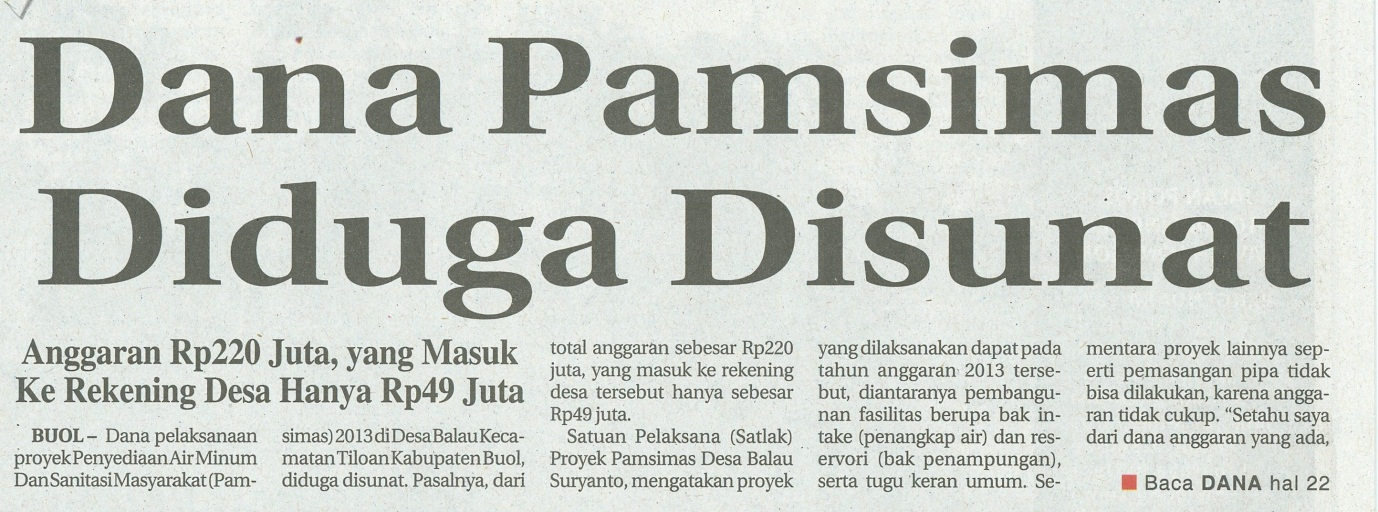 Dana Pamsimas
Diduga Disunat
Anggaran Rp220 Juta, yang Masuk
Ke Rekening Desa Hanya Rp49 Juta
BUOL – Dana pelaksanaan
proyek Penyediaan Air Minum
Dan Sanitasi Masyarakat (Pam-
simas) 2013 di Desa Balau Keca-
matan Tiloan Kabupaten Buol,
diduga disunat. Pasalnya, dari
total anggaran sebesar Rp220
juta, yang masuk ke rekening
desa tersebut hanya sebesar
Rp49 juta.
Satuan Pelaksana (Satlak)
Proyek Pamsimas Desa Balau
Suryanto, mengatakan proyek
yang dilaksanakan dapat pada
tahun anggaran 2013 terse-
but, diantaranya pembangu-
nan fasilitas berupa bak in-
take (penangkap air) dan res-
ervori (bak penampungan),
serta tugu keran umum. Se-
mentara proyek lainnya sep-
erti pemasangan pipa tidak
bisa dilakukan, karena angga-
ran tidak cukup. “Setahu saya
dari dana anggaran yang ada,
Baca DANA hal 22